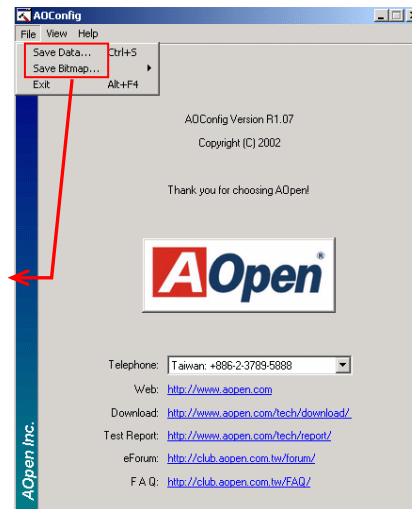 AOConfig
File View Help
Save Data... Ctrl+S
Save Bitmap...
Exit Alt+F4
AOConfig Version R1.07
Copyright (C) 2002
Thank you for choosing AOpen!
AOpen®
Telephone: Taiwan: +886-2-3789-5888
Web: http://www.aopen.com
Download: http://www.aopen.com/tech/download/
Test Report: http://www.aopen.com/tech/report/
eForum: http://club.aopen.com.tw/forum/
F A Q: http://club.aopen.com.tw/FAQ/
AOpen Inc.